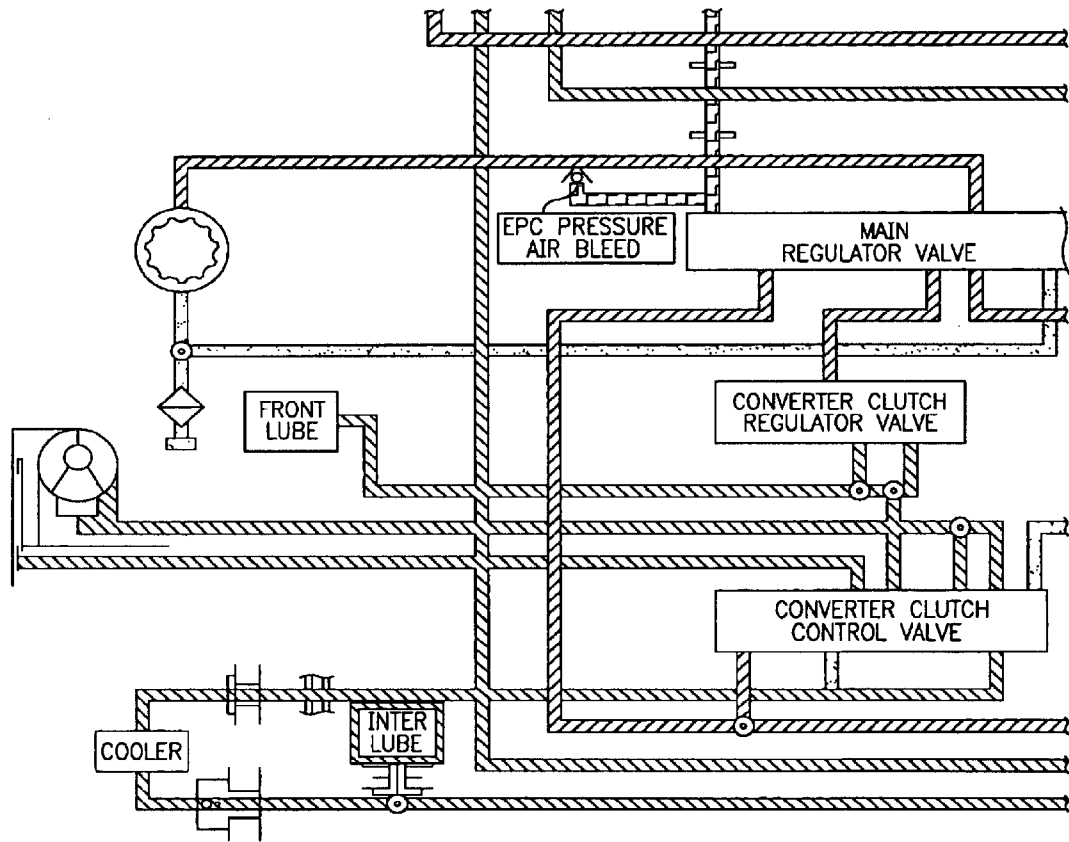 EPC PRESSURE
AIR BLEED
MAIN
REGULATOR VALVE
FRONT
LUBE
CONVERTER CLUTCH
REGULATOR VALVE
CONVERTER CLUTCH
CONTROL VALVE
INTER
LUBE
COOLER